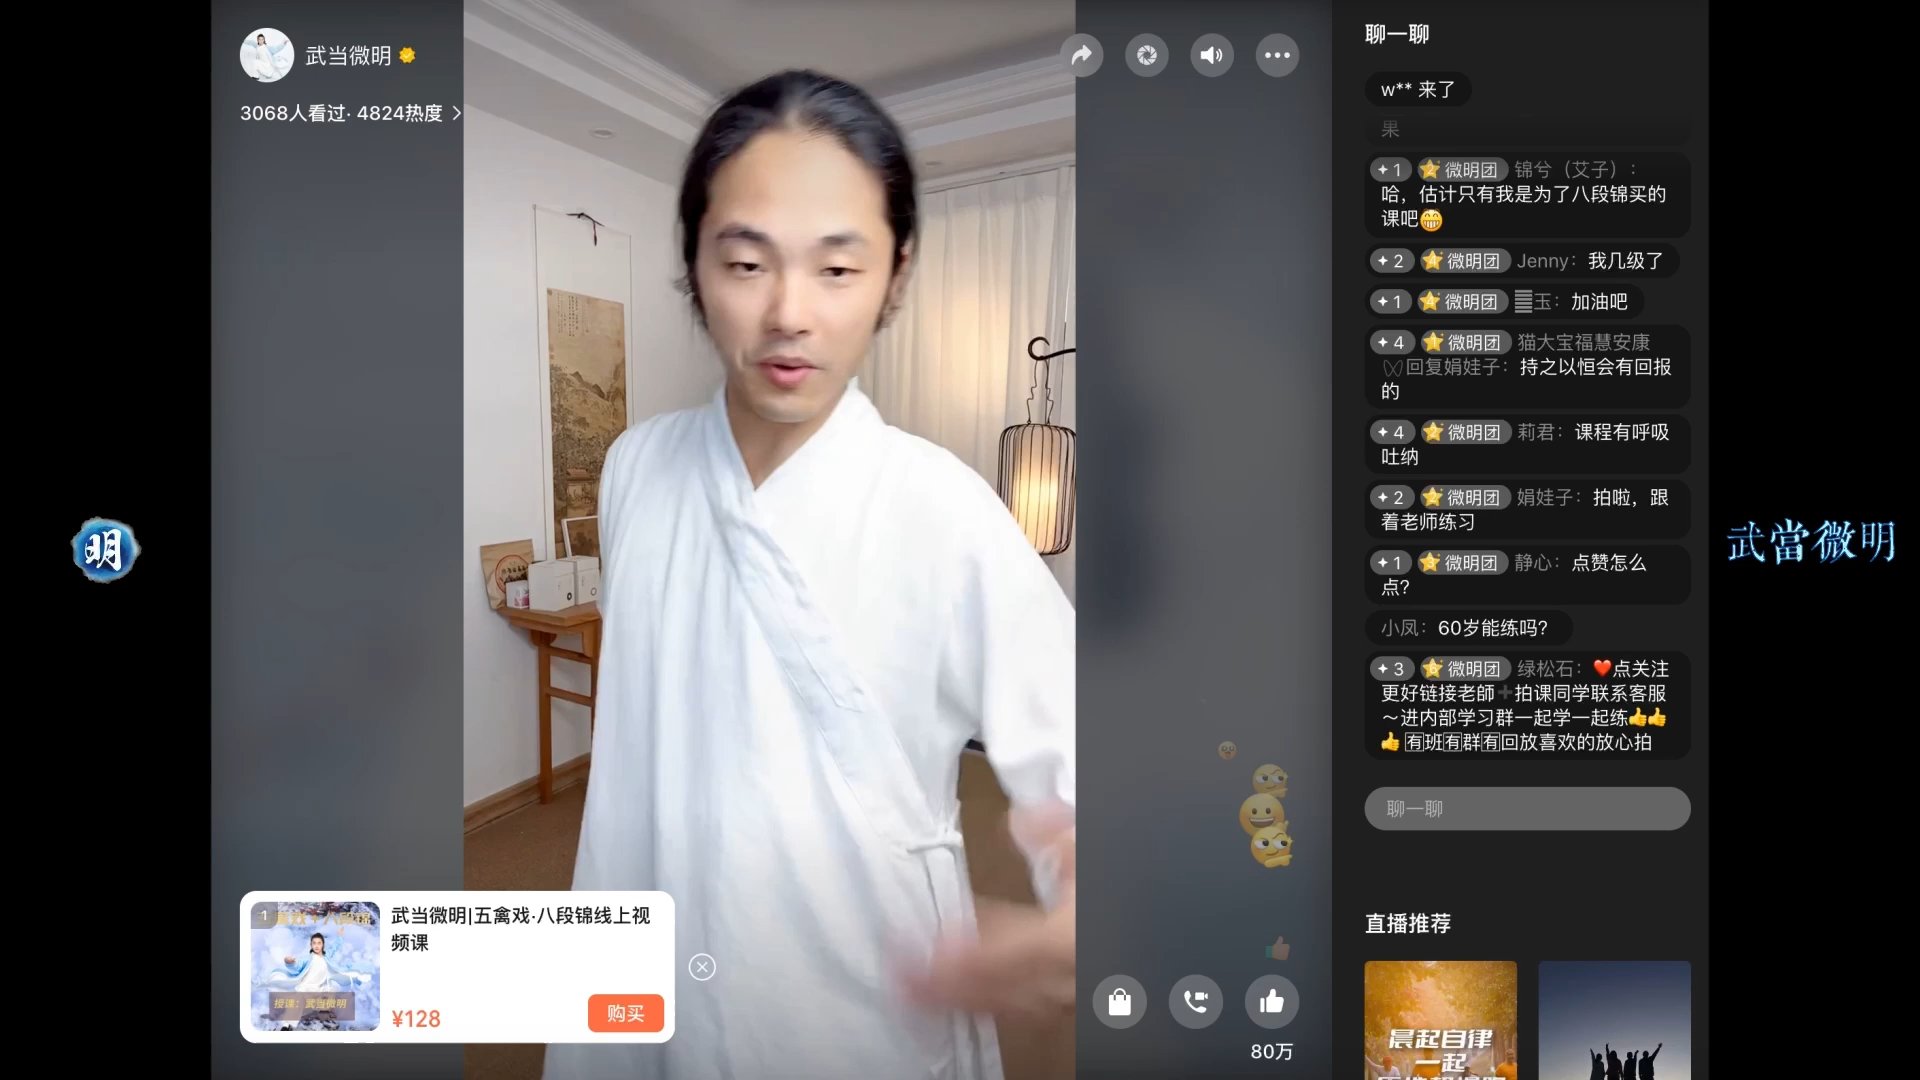 武当微明
3068人看过· 4824热度
聊一聊
w** 来了
果
1 微明团 锦兮（艾子）:
哈，估计只有我是为了八段锦买的
课吧😁
2 微明团 Jenny: 我几级了
1 微明团 玉: 加油吧
4 微明团 猫大宝福慧安康
回复娟娃子: 持之以恒会有回报
的
4 微明团 莉君: 课程有呼吸
吐纳
2 微明团 娟娃子: 拍啦，跟
着老师练习
1 微明团 静心: 点赞怎么
点?
小凤: 60岁能练吗?
3 微明团 绿松石: ❤️点关注
更好链接老師➕拍课同学联系客服
～进内部学习群一起学一起练👍👍
👍🈶班🈶群🈶回放喜欢的放心拍
聊一聊
明
武當微明
1
授课：武当微明
武当微明|五禽戏·八段锦线上视
频课
¥128
购买
80万
直播推荐
晨起自律
一起